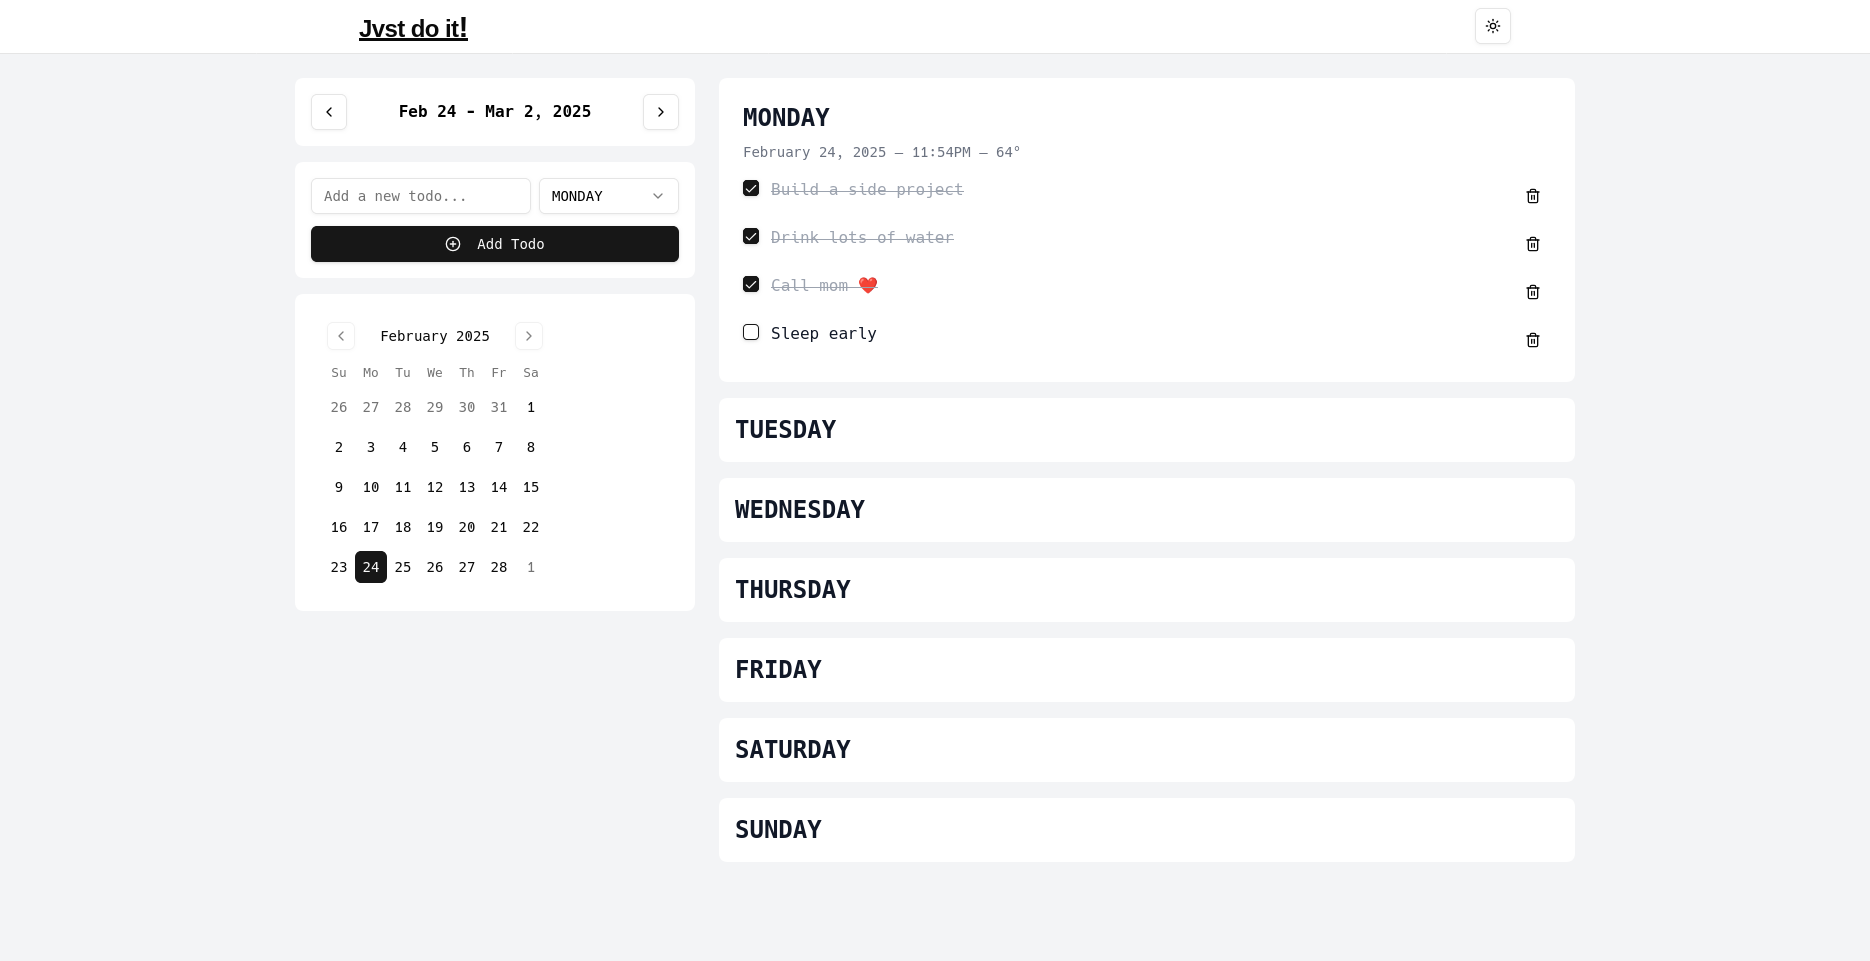 Jvst do it!
Feb 24 - Mar 2, 2025
Add a new todo...
MONDAY
Add Todo
February 2025
Su Mo Tu We Th Fr Sa
26 27 28 29 30 31 1
2 3 4 5 6 7 8
9 10 11 12 13 14 15
16 17 18 19 20 21 22
23 24 25 26 27 28 1
MONDAY
February 24, 2025 — 11:54PM — 64°
Build a side project
Drink lots of water
Call mom ❤️
Sleep early
TUESDAY
WEDNESDAY
THURSDAY
FRIDAY
SATURDAY
SUNDAY